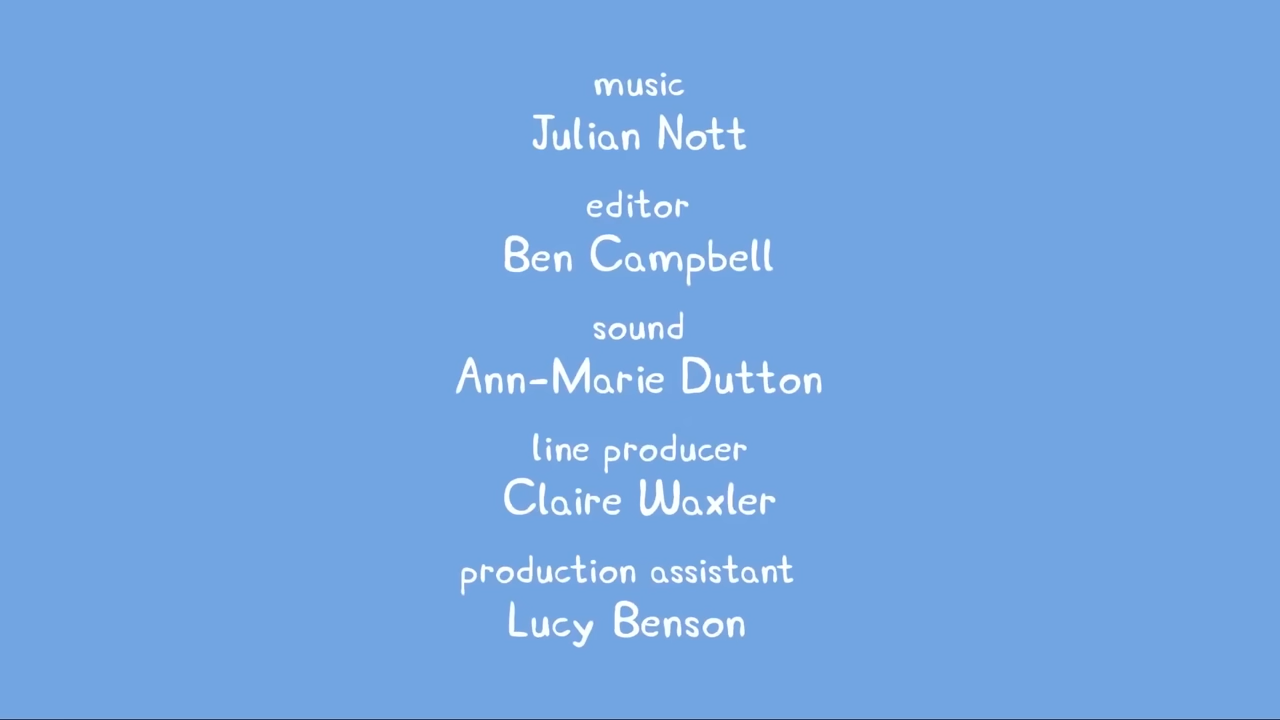 music
Julian Nott
editor
Ben Campbell
sound
Ann-Marie Dutton
line producer
Claire Waxler
production assistant
Lucy Benson